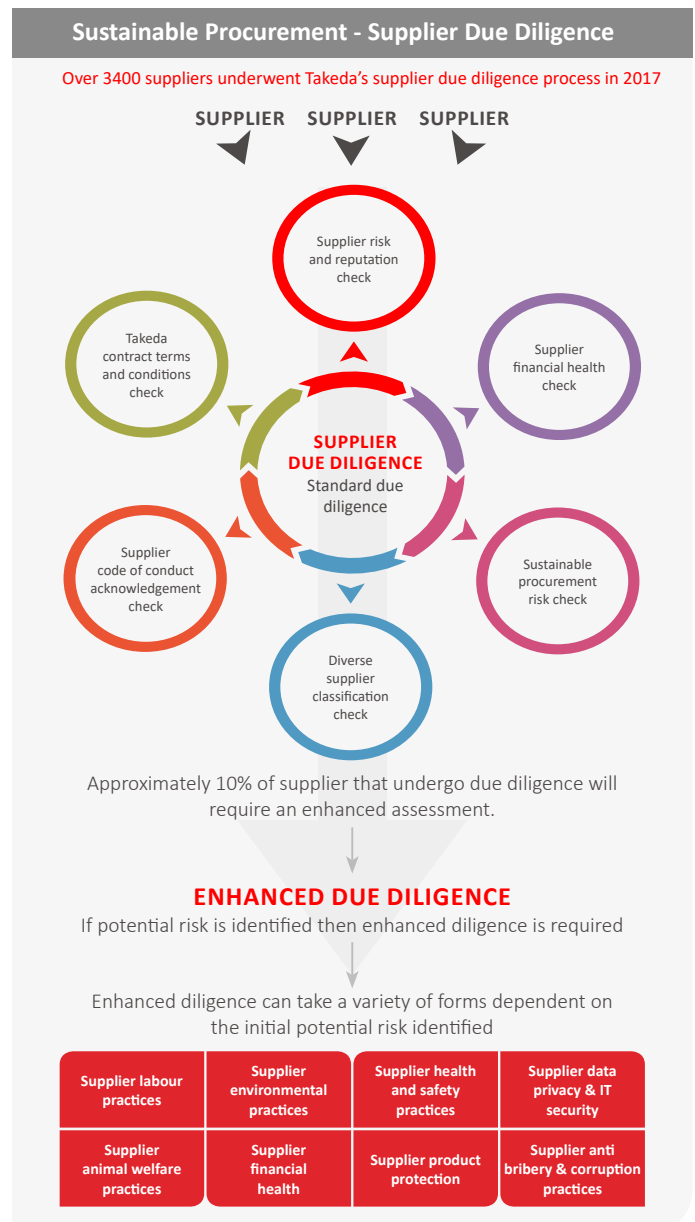 Sustainable Procurement - Supplier Due Diligence
Over 3400 suppliers underwent Takeda's supplier due diligence process in 2017
SUPPLIER SUPPLIER SUPPLIER
Supplier risk
and reputation
check
Takeda
contract terms
and conditions
check
Supplier
financial health
check
SUPPLIER
DUE DILIGENCE
Standard due
diligence
Supplier
code of conduct
acknowledgement
check
Sustainable
procurement
risk check
Diverse
supplier
classification
check
Approximately 10% of supplier that undergo due diligence will
require an enhanced assessment.
ENHANCED DUE DILIGENCE
If potential risk is identified then enhanced diligence is required
Enhanced diligence can take a variety of forms dependent on
the initial potential risk identified
Supplier labour
practices
Supplier
environmental
practices
Supplier health
and safety
practices
Supplier data
privacy & IT
security
Supplier
animal welfare
practices
Supplier
financial
health
Supplier product
protection
Supplier anti
bribery & corruption
practices